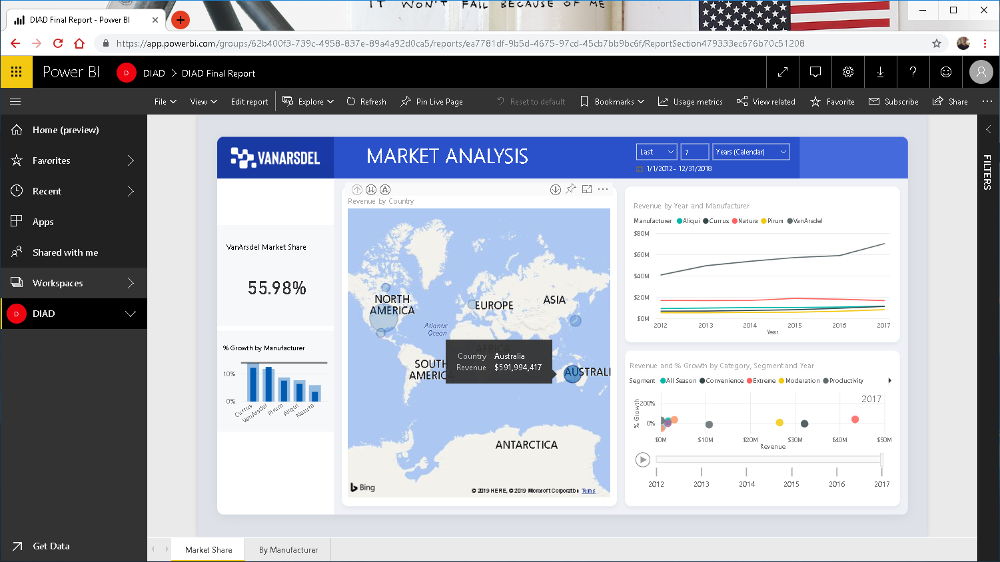 IT WON'T FAIL BECAUSE OF ME
DIAD Final Report - Power BI
https://app.powerbi.com/groups/62b400f3-739c-4958-837e-89a4a92d0ca5/reports/ea7781df-9b5d-4675-97cd-45cb7bb9bc6f/ReportSection479333ec676b70c51208
Power BI D DIAD > DIAD Final Report ?
File View Edit report Explore Refresh Pin Live Page Reset to default Bookmarks Usage metrics View related Favorite Subscribe Share ...
Home (preview)
Favorites
Recent
Apps
Shared with me
Workspaces
D DIAD
Get Data
FILTERS
VANARSDEL
MARKET ANALYSIS
Last 7 Years (Calendar)
1/1/2012 - 12/31/2018
VanArsdel Market Share
55.98%
% Growth by Manufacturer
10%
0%
Currus VanArsdel Pirum Aliqui Natura
Revenue by Country
NORTH AMERICA
EUROPE
ASIA
Atlantic Ocean
AFRICA
SOUTH AMERICA
AUSTRALI
ANTARCTICA
Country Australia
Revenue $591,994,417
Bing
© 2019 HERE, © 2019 Microsoft Corporatio Terms
Revenue by Year and Manufacturer
Manufacturer Aliqui Currus Natura Pirum VanArsdel
$80M
$60M
$40M
$20M
$0M
2012 2013 2014 2015 2016 2017
Year
Revenue and % Growth by Category, Segment and Year
Segment All Season Convenience Extreme Moderation Productivity
2017
% Growth
200%
0%
$0M $10M $20M $30M $40M $50M
Revenue
2012 2013 2014 2015 2016 2017
Market Share By Manufacturer